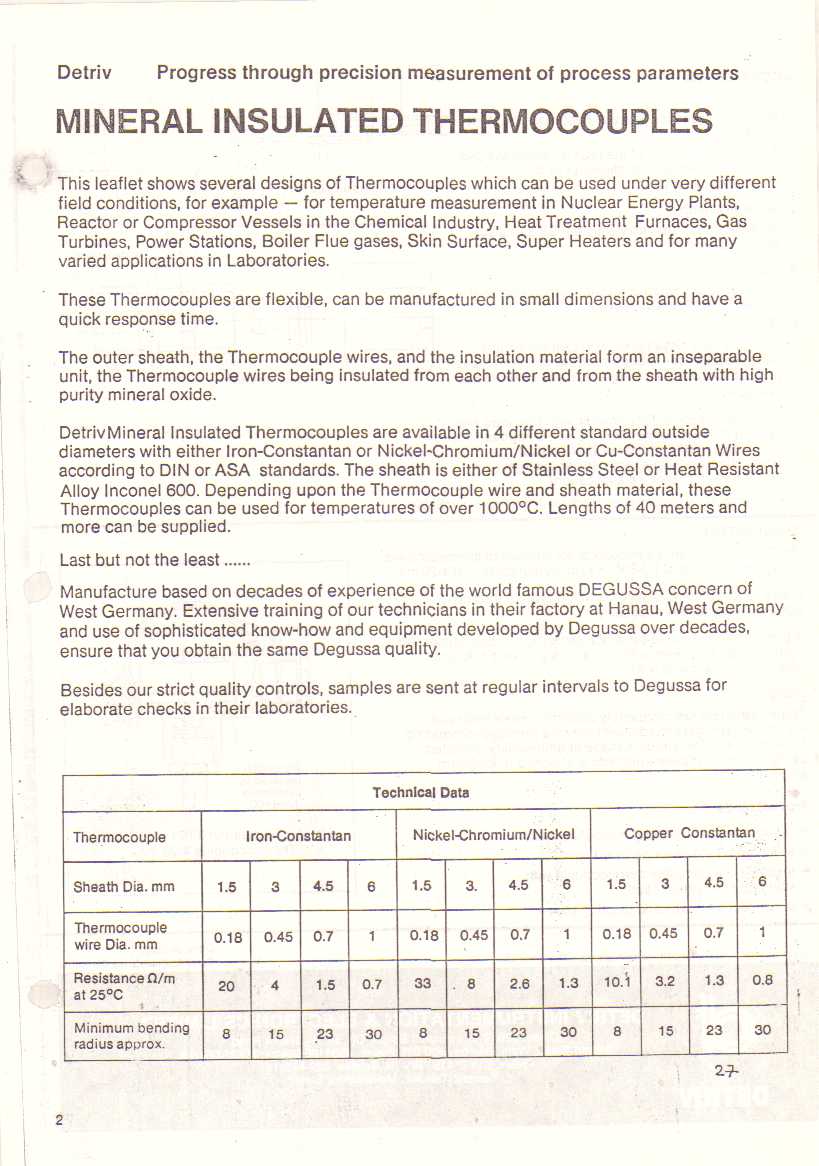 Detriv Progress through precision measurement of process parameters
MINERAL INSULATED THERMOCOUPLES
This leaflet shows several designs of Thermocouples which can be used under very different
field conditions, for example — for temperature measurement in Nuclear Energy Plants,
Reactor or Compressor Vessels in the Chemical Industry, Heat Treatment Furnaces, Gas
Turbines, Power Stations, Boiler Flue gases, Skin Surface, Super Heaters and for many
varied applications in Laboratories.
These Thermocouples are flexible, can be manufactured in small dimensions and have a
quick response time.
The outer sheath, the Thermocouple wires, and the insulation material form an inseparable
unit, the Thermocouple wires being insulated from each other and from the sheath with high
purity mineral oxide.
Detriv Mineral Insulated Thermocouples are available in 4 different standard outside
diameters with either Iron-Constantan or Nickel-Chromium/Nickel or Cu-Constantan Wires
according to DIN or ASA standards. The sheath is either of Stainless Steel or Heat Resistant
Alloy Inconel 600. Depending upon the Thermocouple wire and sheath material, these
Thermocouples can be used for temperatures of over 1000°C. Lengths of 40 meters and
more can be supplied.
Last but not the least ......
Manufacture based on decades of experience of the world famous DEGUSSA concern of
West Germany. Extensive training of our technicians in their factory at Hanau, West Germany
and use of sophisticated know-how and equipment developed by Degussa over decades,
ensure that you obtain the same Degussa quality.
Besides our strict quality controls, samples are sent at regular intervals to Degussa for
elaborate checks in their laboratories.
Technical Data
Thermocouple Iron-Constantan Nickel-Chromium/Nickel Copper Constantan
Sheath Dia. mm 1.5 3 4.5 6 1.5 3. 4.5 6 1.5 3 4.5 6
Thermocouple
wire Dia. mm 0.18 0.45 0.7 1 0.18 0.45 0.7 1 0.18 0.45 0.7 1
Resistance Ω/m
at 25°C 20 4 1.5 0.7 33 8 2.6 1.3 10.1 3.2 1.3 0.8
Minimum bending
radius approx. 8 15 23 30 8 15 23 30 8 15 23 30
27
2